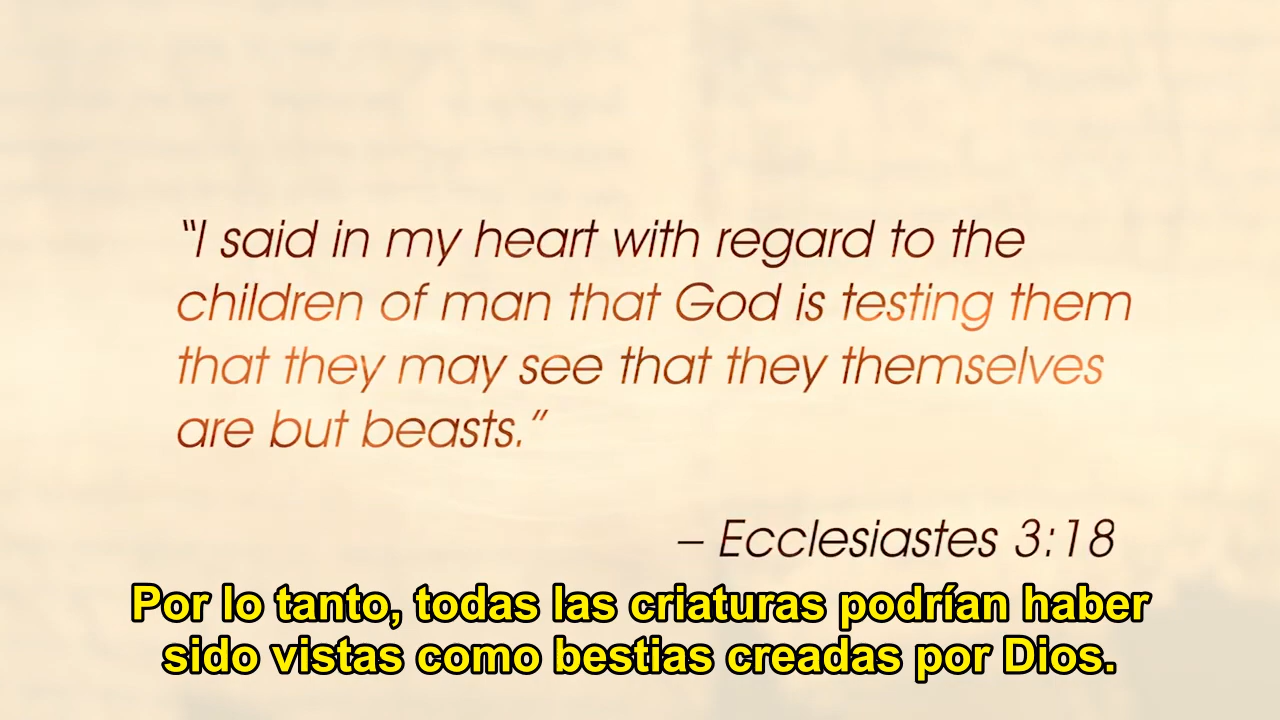 “I said in my heart with regard to the
children of man that God is testing them
that they may see that they themselves
are but beasts.”
– Ecclesiastes 3:18
Por lo tanto, todas las criaturas podrían haber
sido vistas como bestias creadas por Dios.